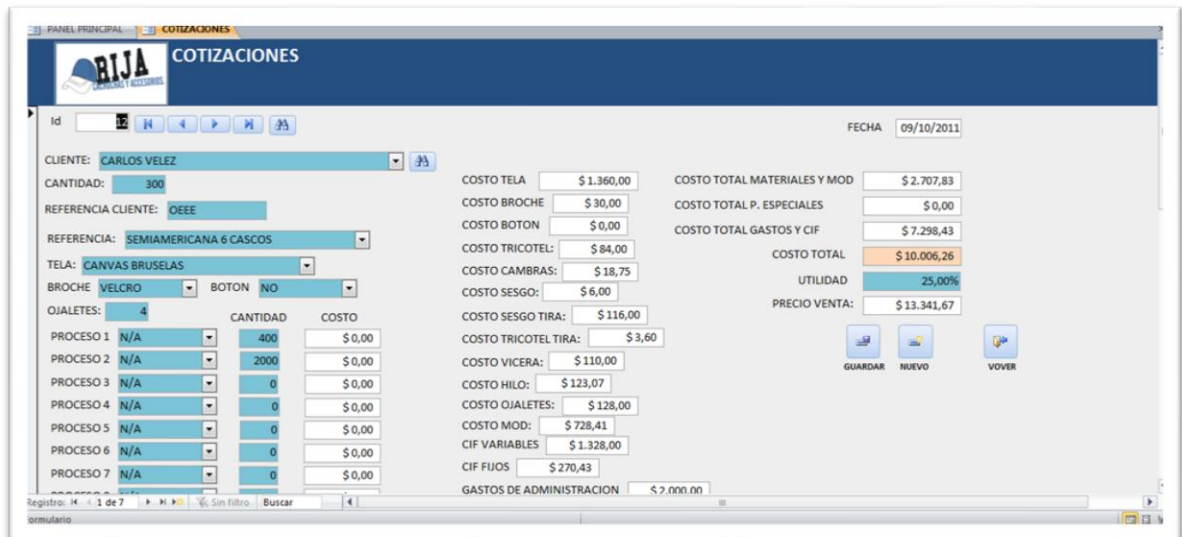 PANEL PRINCIPAL COTIZACIONES
RIJA COTIZACIONES
CACHUCHAS Y ACCESORIOS
Id 12
FECHA 09/10/2011
CLIENTE: CARLOS VELEZ
CANTIDAD: 300
REFERENCIA CLIENTE: OEEE
REFERENCIA: SEMIAMERICANA 6 CASCOS
TELA: CANVAS BRUSELAS
BROCHE VELCRO BOTON NO
OJALETES: 4
CANTIDAD COSTO
PROCESO 1 N/A 400 $ 0,00
PROCESO 2 N/A 2000 $ 0,00
PROCESO 3 N/A 0 $ 0,00
PROCESO 4 N/A 0 $ 0,00
PROCESO 5 N/A 0 $ 0,00
PROCESO 6 N/A 0 $ 0,00
PROCESO 7 N/A 0 $ 0,00
COSTO TELA $ 1.360,00
COSTO BROCHE $ 30,00
COSTO BOTON $ 0,00
COSTO TRICOTEL: $ 84,00
COSTO CAMBRAS: $ 18,75
COSTO SESGO: $ 6,00
COSTO SESGO TIRA: $ 116,00
COSTO TRICOTEL TIRA: $ 3,60
COSTO VICERA: $ 110,00
COSTO HILO: $ 123,07
COSTO OJALETES: $ 128,00
COSTO MOD: $ 728,41
CIF VARIABLES $ 1.328,00
CIF FIJOS $ 270,43
GASTOS DE ADMINISTRACION $ 2.000,00
COSTO TOTAL MATERIALES Y MOD $ 2.707,83
COSTO TOTAL P. ESPECIALES $ 0,00
COSTO TOTAL GASTOS Y CIF $ 7.298,43
COSTO TOTAL $ 10.006,26
UTILIDAD 25,00%
PRECIO VENTA: $ 13.341,67
GUARDAR NUEVO VOVER
Registro: 1 de 7 Sin filtro Buscar
ormulario